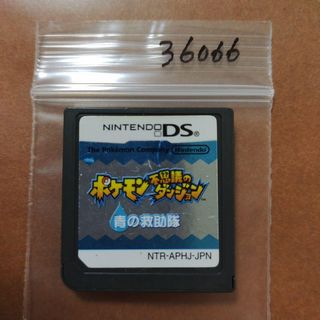 36066
NINTENDO DS
The Pokémon Company Nintendo
ポケモン不思議のダンジョン
青の救助隊
NTR-APHJ-JPN